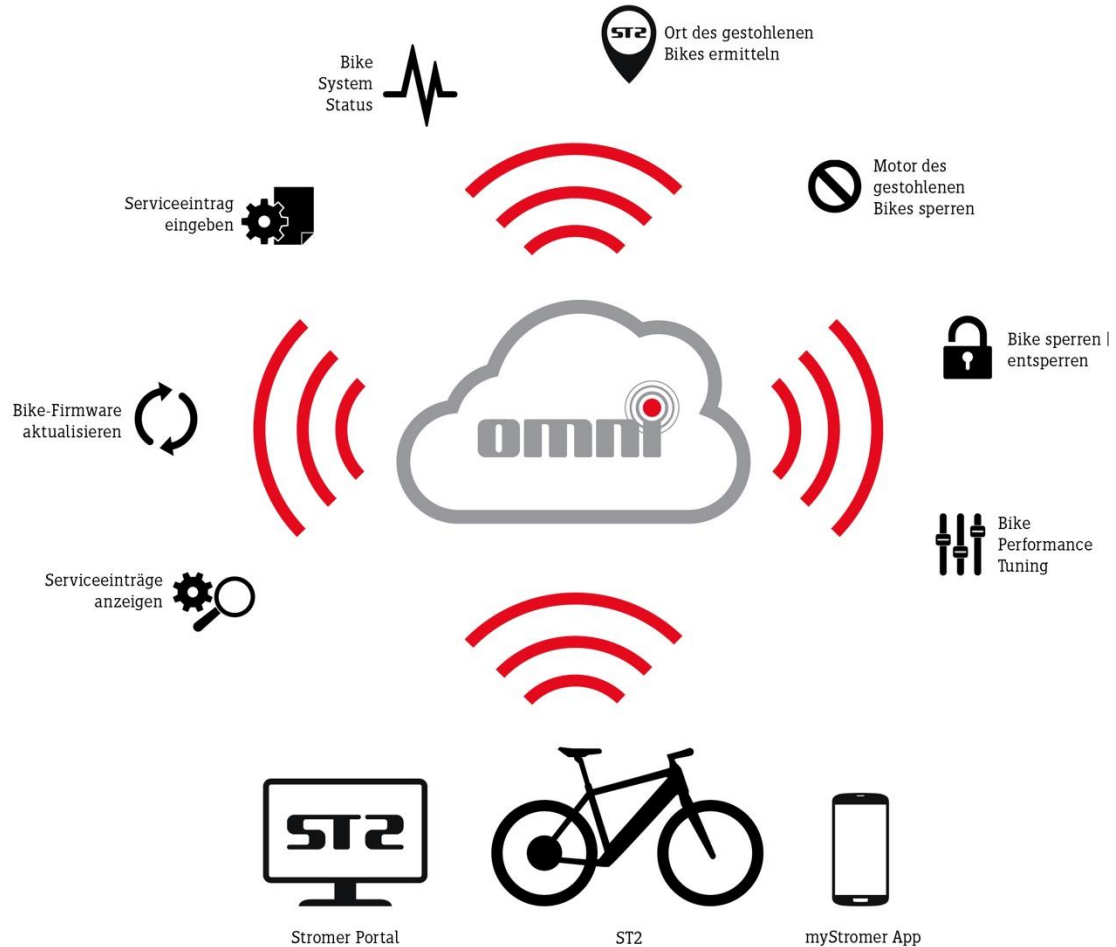 ST2
Ort des gestohlenen
Bikes ermitteln
Bike
System
Status
Motor des
gestohlenen
Bikes sperren
Serviceeintrag
eingeben
Bike sperren |
entsperren
Bike-Firmware
aktualisieren
omni
Bike
Performance
Tuning
Serviceeinträge
anzeigen
ST2
Stromer Portal
ST2
myStromer App